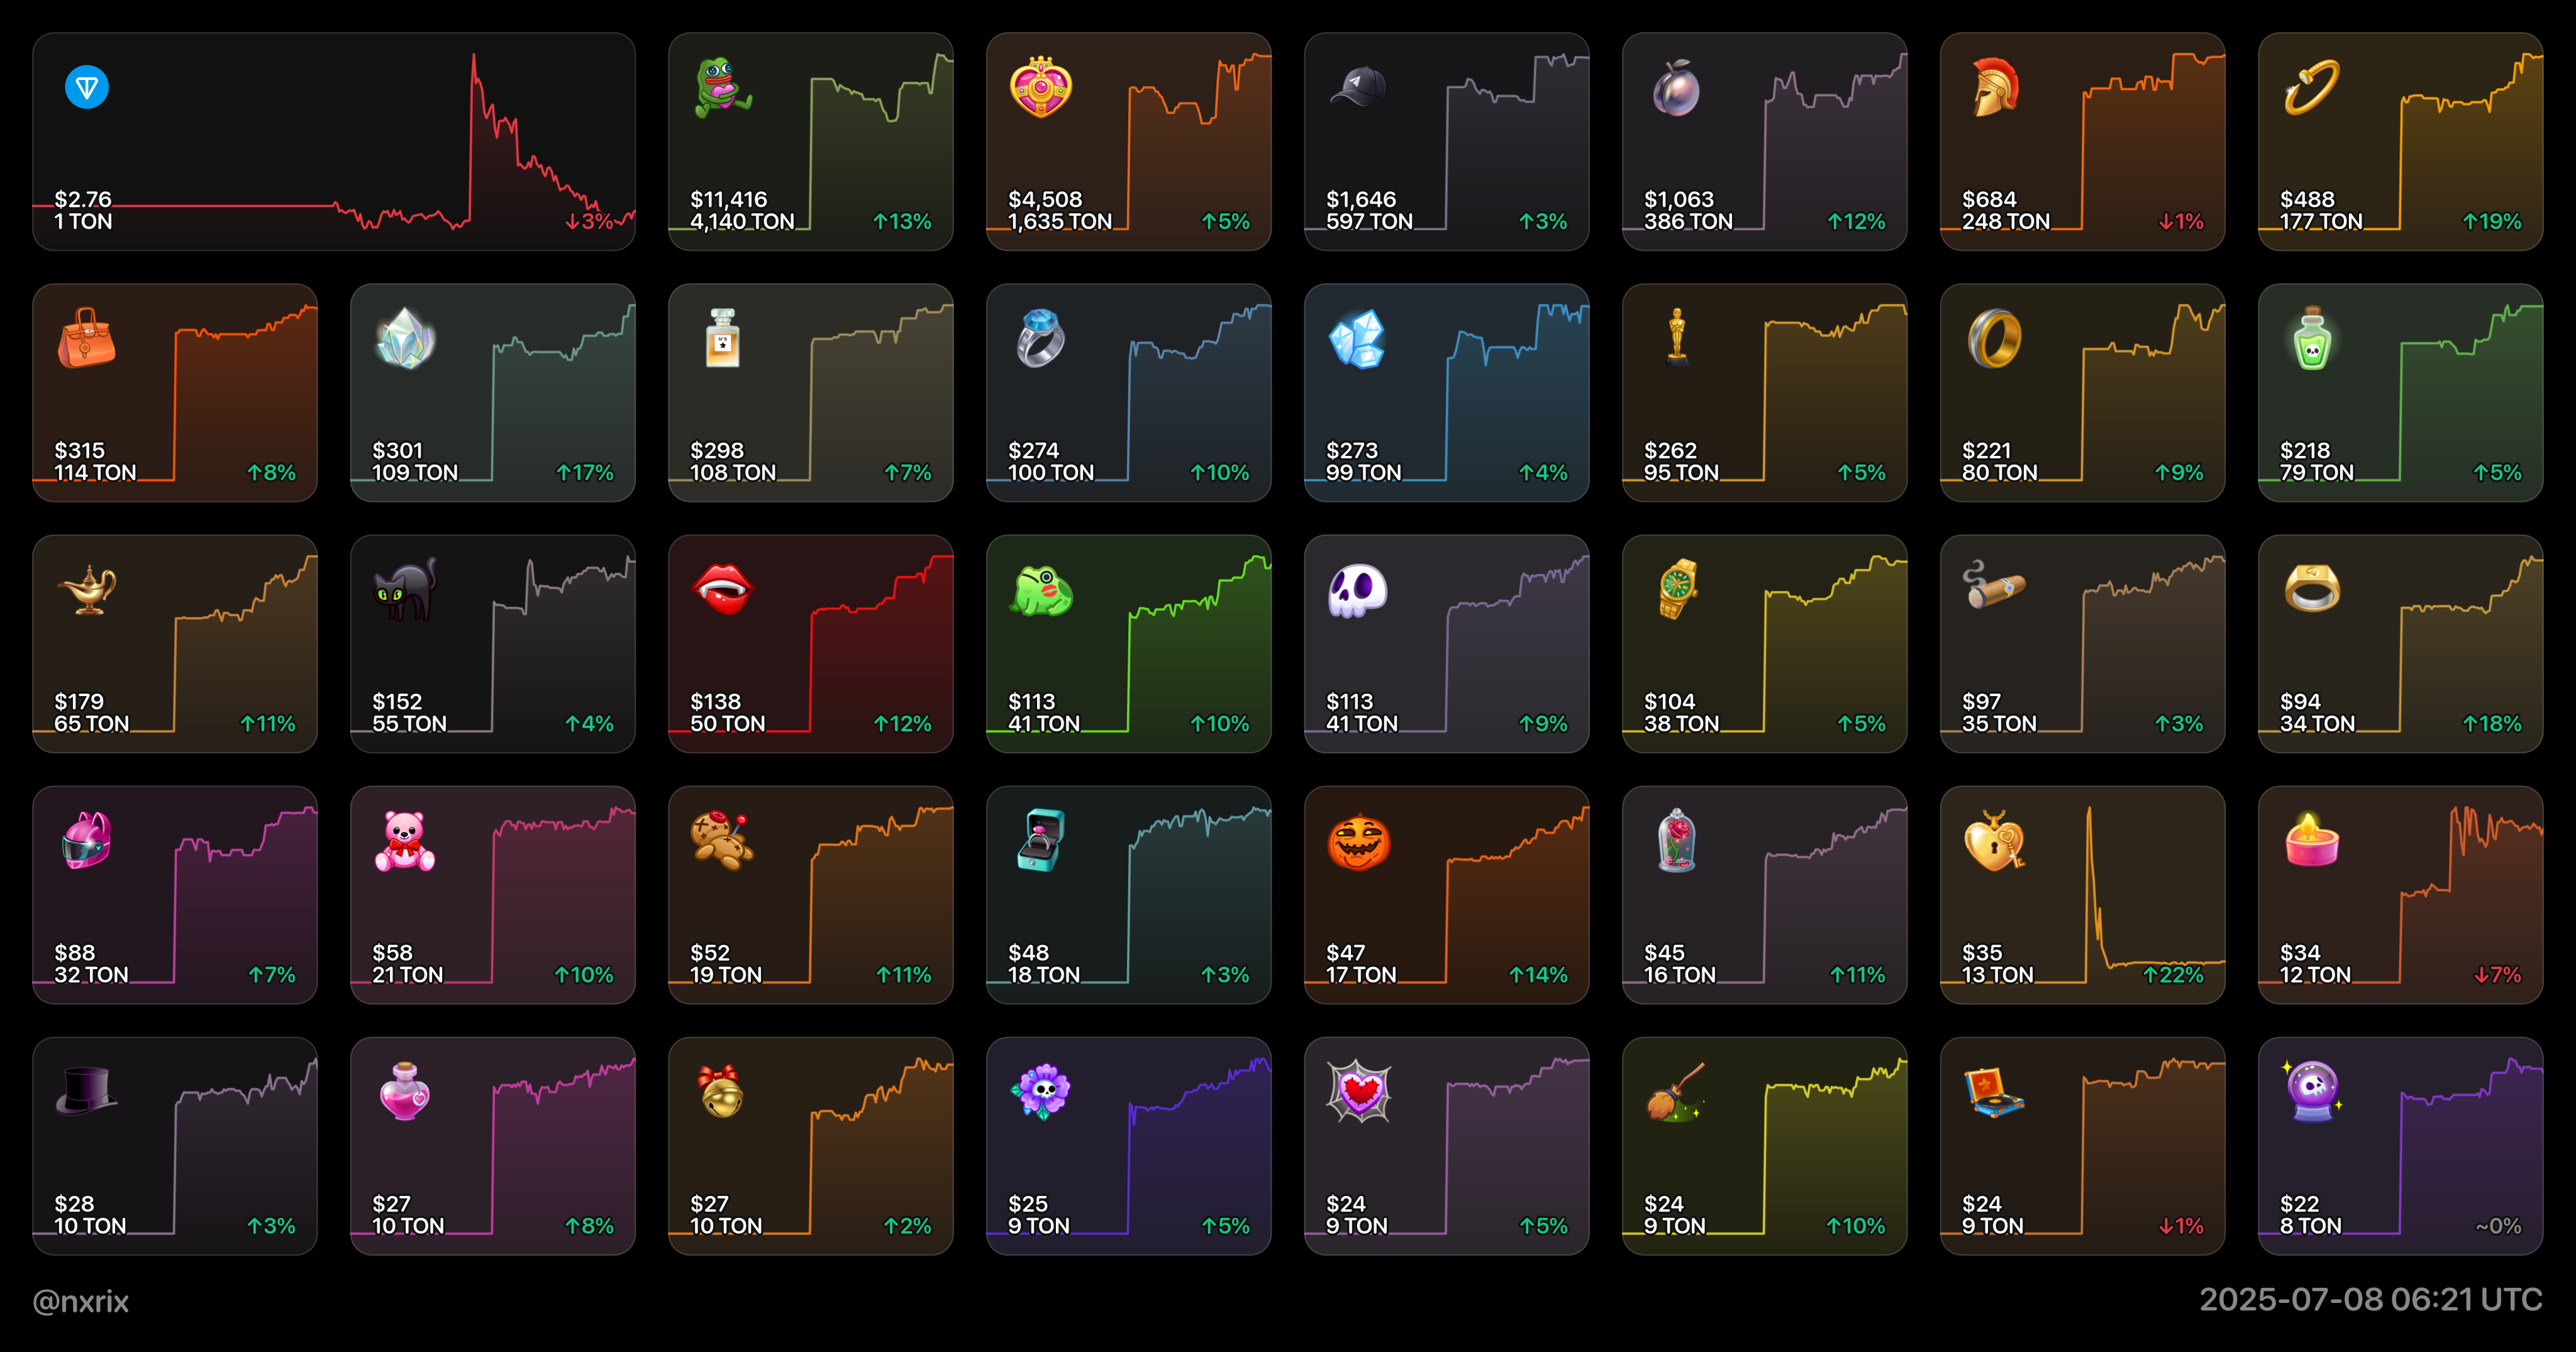 $2.76
1 TON
↓3%
$11,416
4,140 TON
↑13%
$4,508
1,635 TON
↑5%
$1,646
597 TON
↑3%
$1,063
386 TON
↑12%
$684
248 TON
↓1%
$488
177 TON
↑19%
$315
114 TON
↑8%
$301
109 TON
↑17%
$298
108 TON
↑7%
$274
100 TON
↑10%
$273
99 TON
↑4%
$262
95 TON
↑5%
$221
80 TON
↑9%
$218
79 TON
↑5%
$179
65 TON
↑11%
$152
55 TON
↑4%
$138
50 TON
↑12%
$113
41 TON
↑10%
$113
41 TON
↑9%
$104
38 TON
↑5%
$97
35 TON
↑3%
$94
34 TON
↑18%
$88
32 TON
↑7%
$58
21 TON
↑10%
$52
19 TON
↑11%
$48
18 TON
↑3%
$47
17 TON
↑14%
$45
16 TON
↑11%
$35
13 TON
↑22%
$34
12 TON
↓7%
$28
10 TON
↑3%
$27
10 TON
↑8%
$27
10 TON
↑2%
$25
9 TON
↑5%
$24
9 TON
↑5%
$24
9 TON
↑10%
$24
9 TON
↓1%
$22
8 TON
~0%
@nxrix
2025-07-08 06:21 UTC